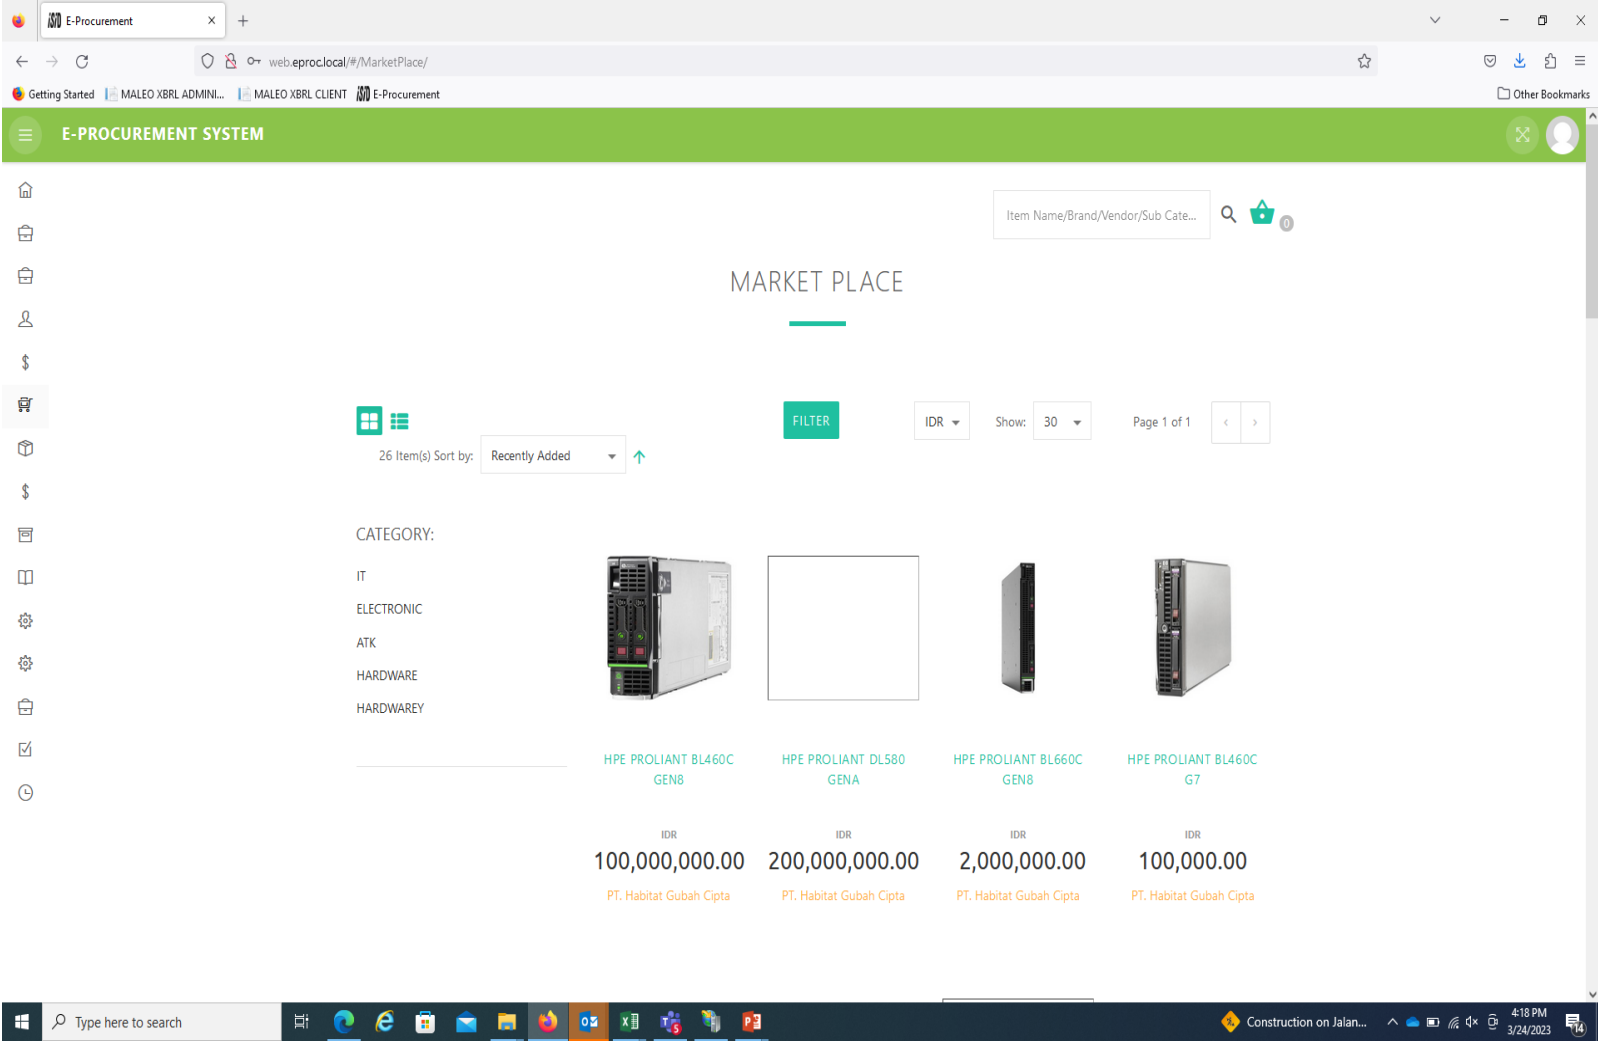 iSID E-Procurement
web.eproc.local/#/MarketPlace/
Getting Started MALEO XBRL ADMINI... MALEO XBRL CLIENT iSID E-Procurement Other Bookmarks
E-PROCUREMENT SYSTEM
Item Name/Brand/Vendor/Sub Cate...
0
MARKET PLACE
FILTER IDR Show: 30 Page 1 of 1
26 Item(s) Sort by: Recently Added
CATEGORY:
IT
ELECTRONIC
ATK
HARDWARE
HARDWAREY
HPE PROLIANT BL460C
GEN8
IDR
100,000,000.00
PT. Habitat Gubah Cipta
HPE PROLIANT DL580
GENA
IDR
200,000,000.00
PT. Habitat Gubah Cipta
HPE PROLIANT BL660C
GEN8
IDR
2,000,000.00
PT. Habitat Gubah Cipta
HPE PROLIANT BL460C
G7
IDR
100,000.00
PT. Habitat Gubah Cipta
Type here to search
Construction on Jalan...
4:18 PM
3/24/2023
14